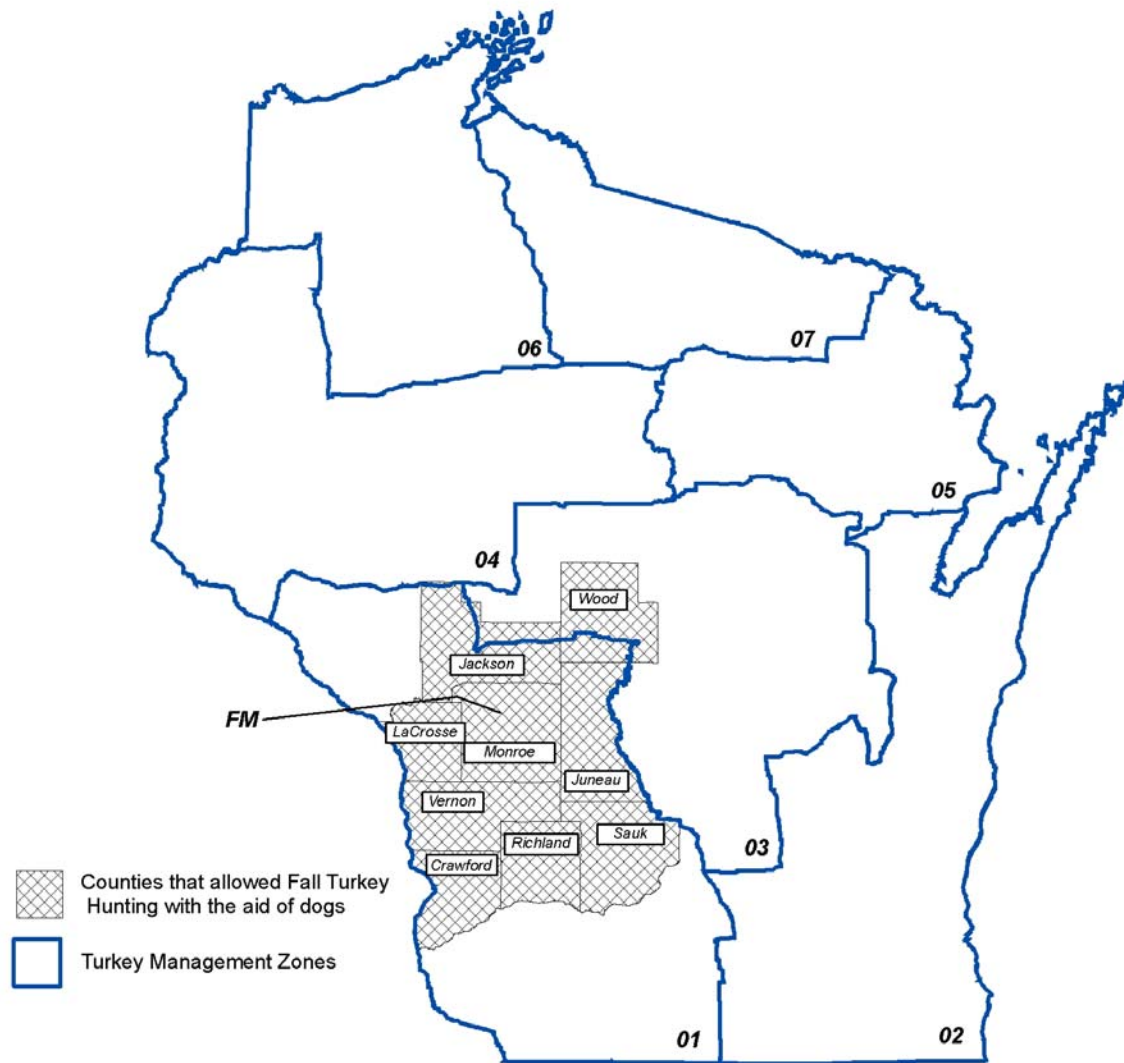 06
07
05
04
Wood
Jackson
FM
LaCrosse
Monroe
Juneau
Vernon
Sauk
Richland
03
Crawford
Counties that allowed Fall Turkey
Hunting with the aid of dogs
Turkey Management Zones
01
02